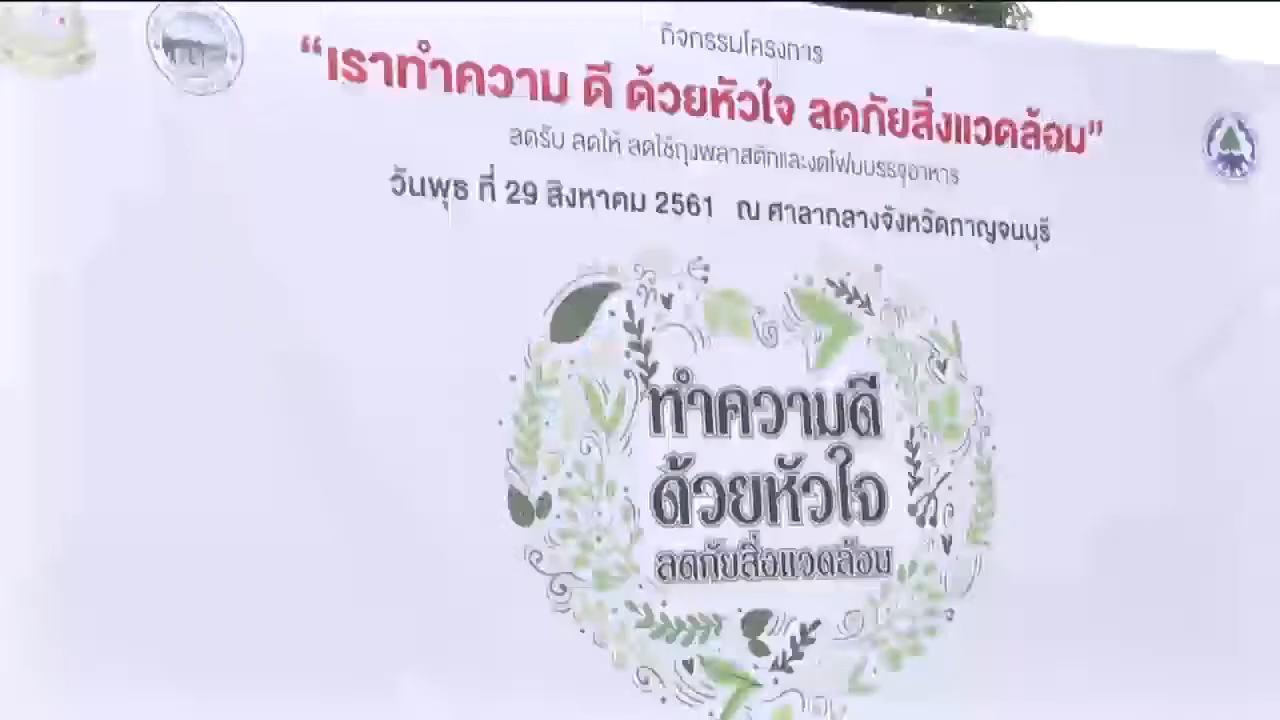 กิจกรรมโครงการ
“เราทำความ ดี ด้วยหัวใจ ลดภัยสิ่งแวดล้อม”
ลดรับ ลดให้ ลดใช้ถุงพลาสติกและงดโฟมบรรจุอาหาร
วันพุธ ที่ 29 สิงหาคม 2561 ณ ศาลากลางจังหวัดกาญจนบุรี
ทำความดี
ด้วยหัวใจ
ลดภัยสิ่งแวดล้อม